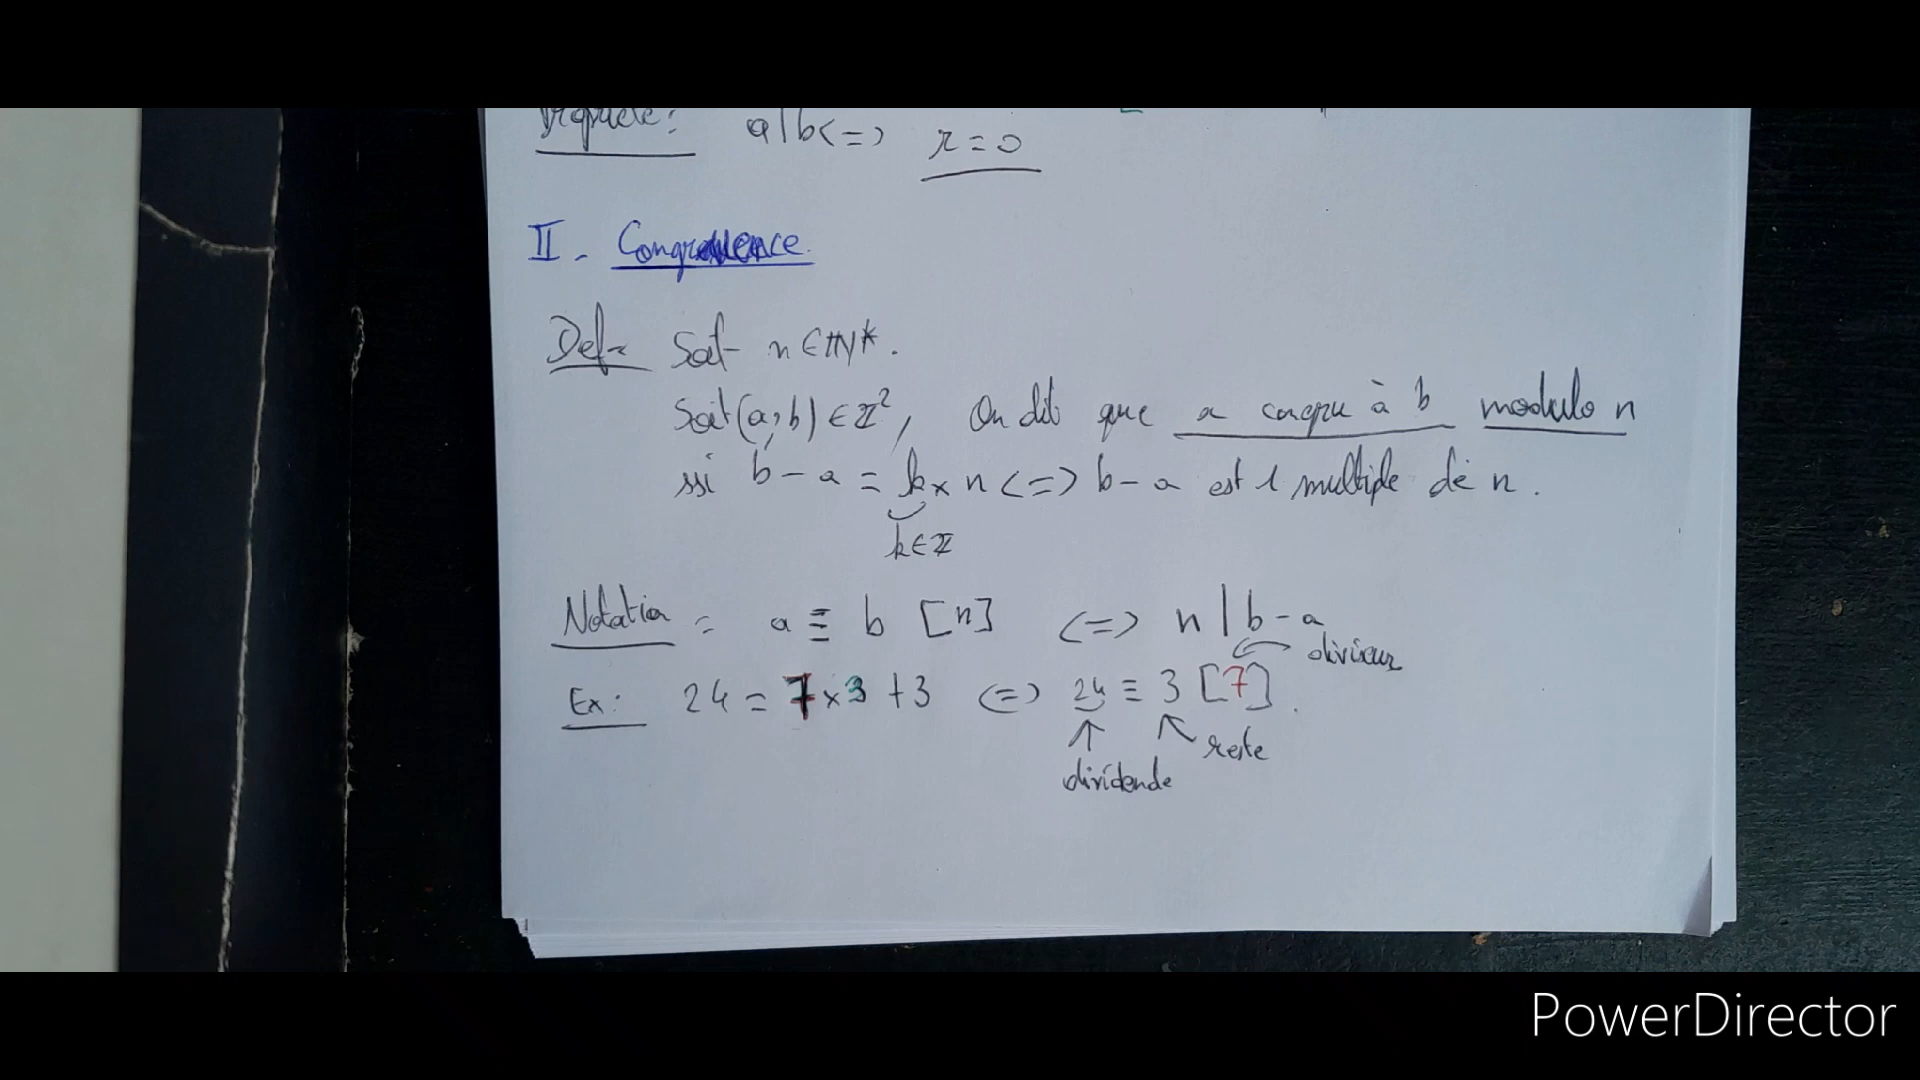 Propriété: a|b <=> r = 0
II - Congruence.
Def= Soit n ∈ ℕ*.
Soit (a;b) ∈ ℤ², On dit que a congru à b modulo n
ssi b - a = k × n <=> b - a est 1 multiple de n.
k ∈ ℤ
Notation = a ≡ b [n] <=> n | b - a
diviseur
Ex: 24 = 7 × 3 + 3 <=> 24 ≡ 3 [7].
reste
dividende
PowerDirector